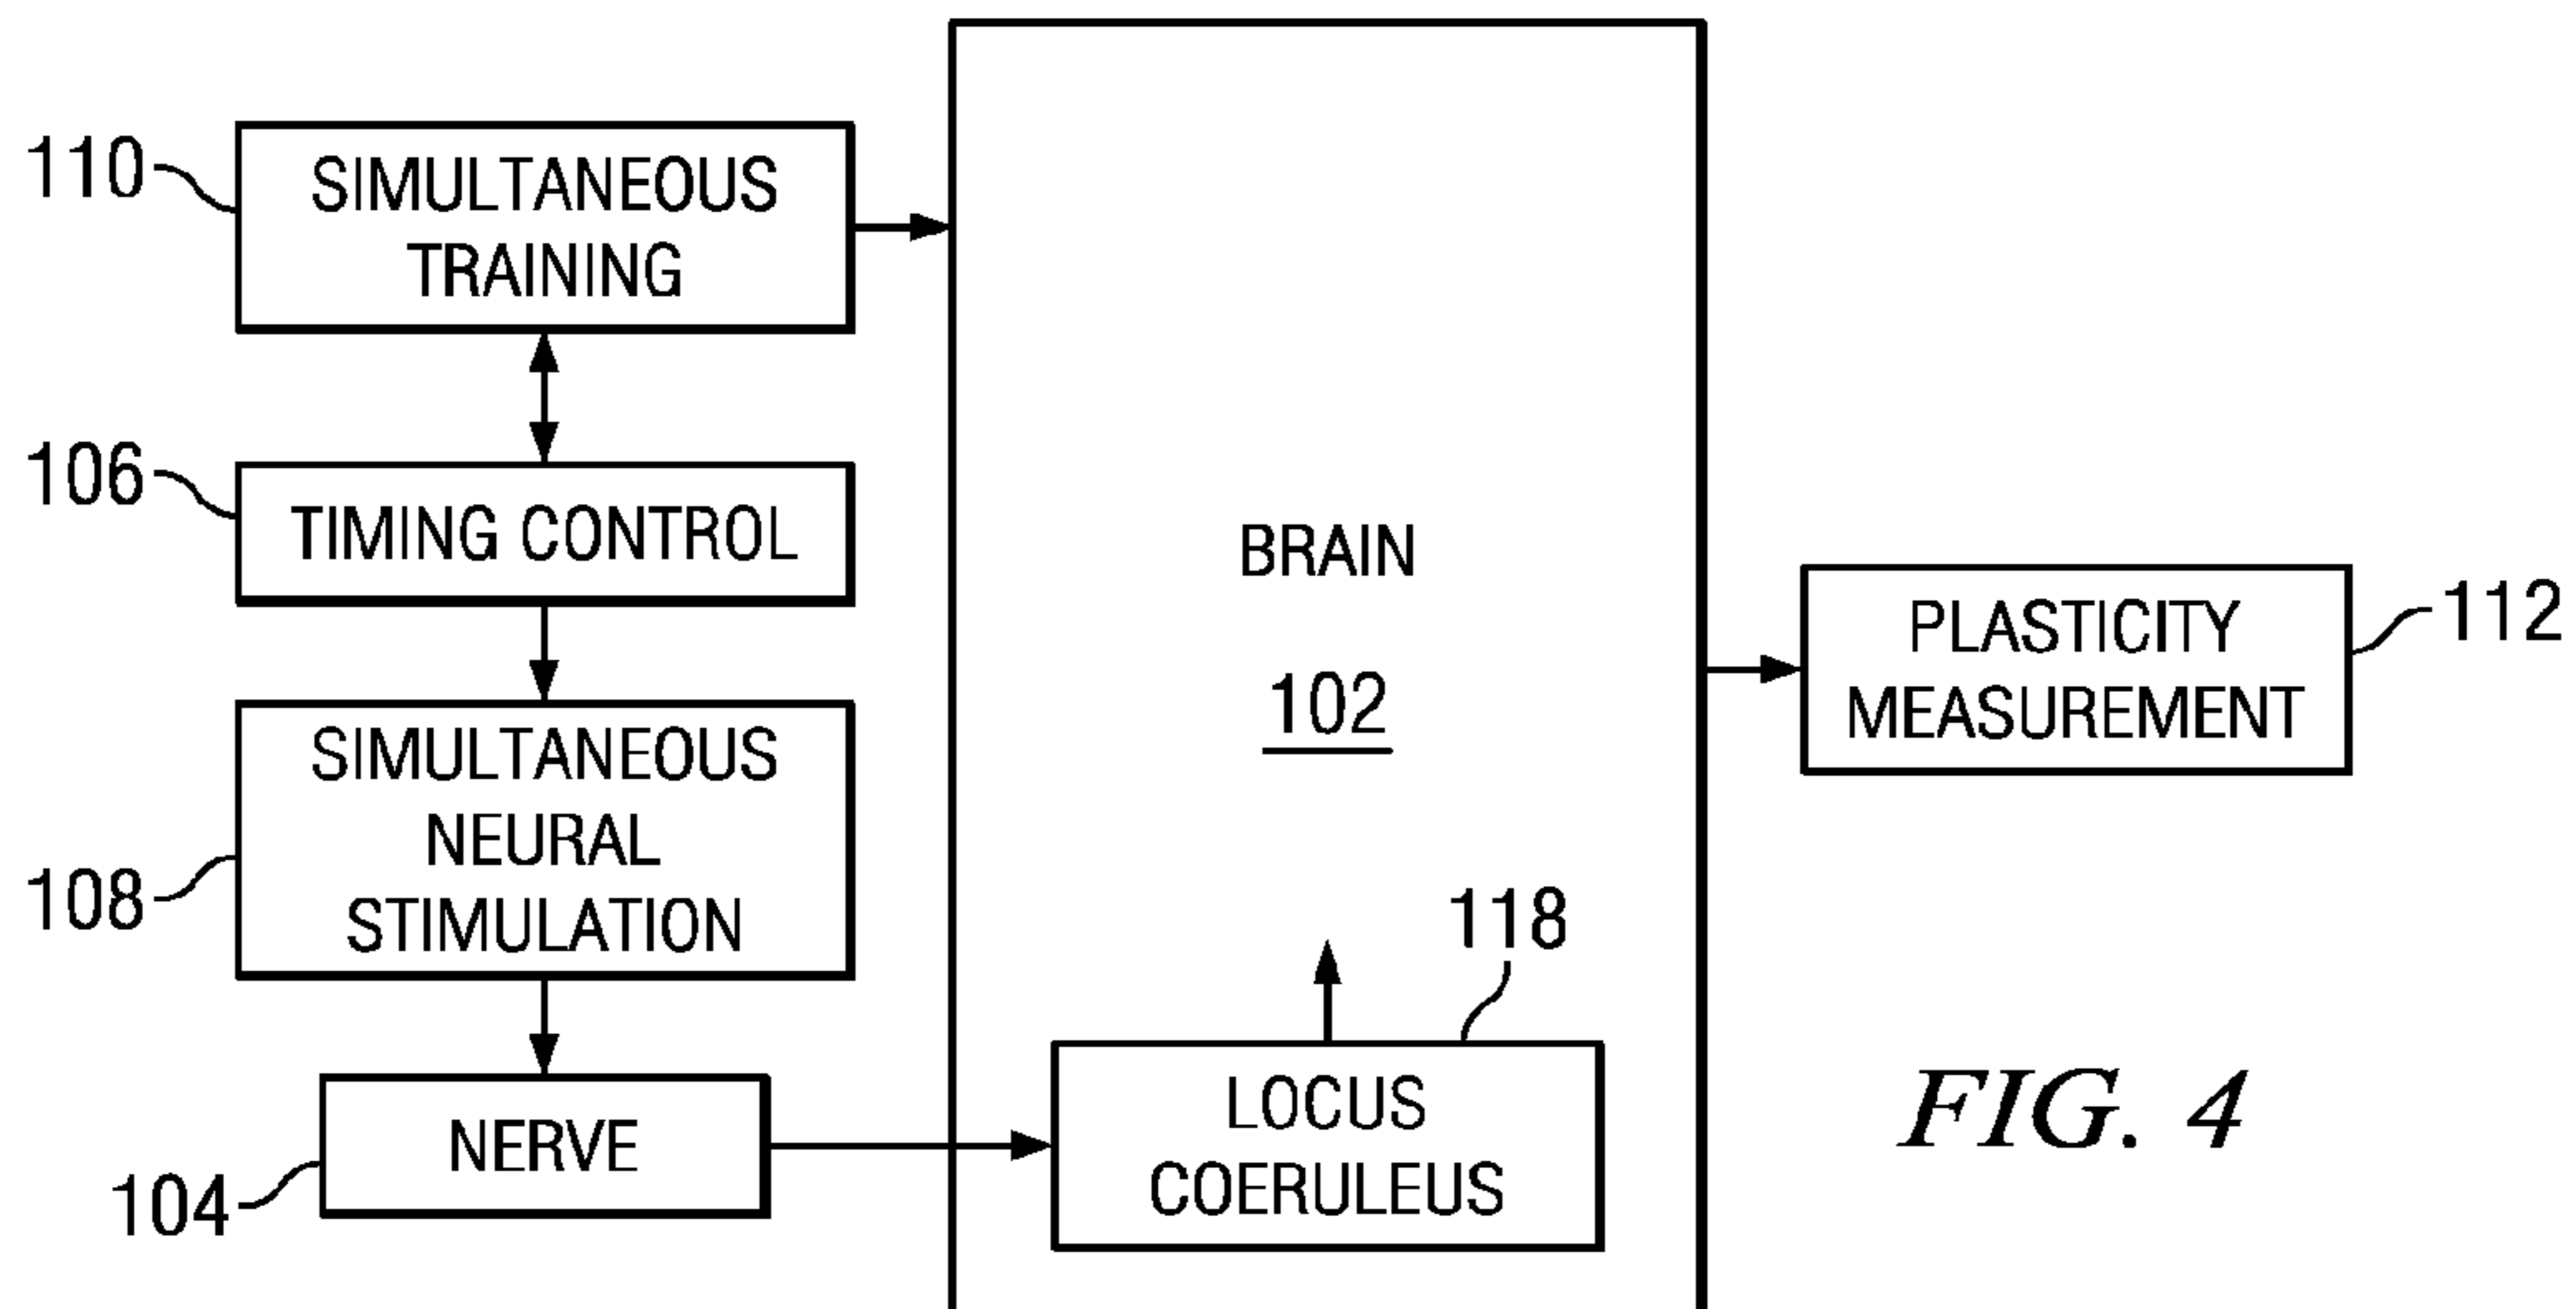 110
SIMULTANEOUS
TRAINING
106
TIMING CONTROL
108
SIMULTANEOUS
NEURAL
STIMULATION
104
NERVE
BRAIN
102
118
LOCUS
COERULEUS
PLASTICITY
MEASUREMENT
112
FIG. 4